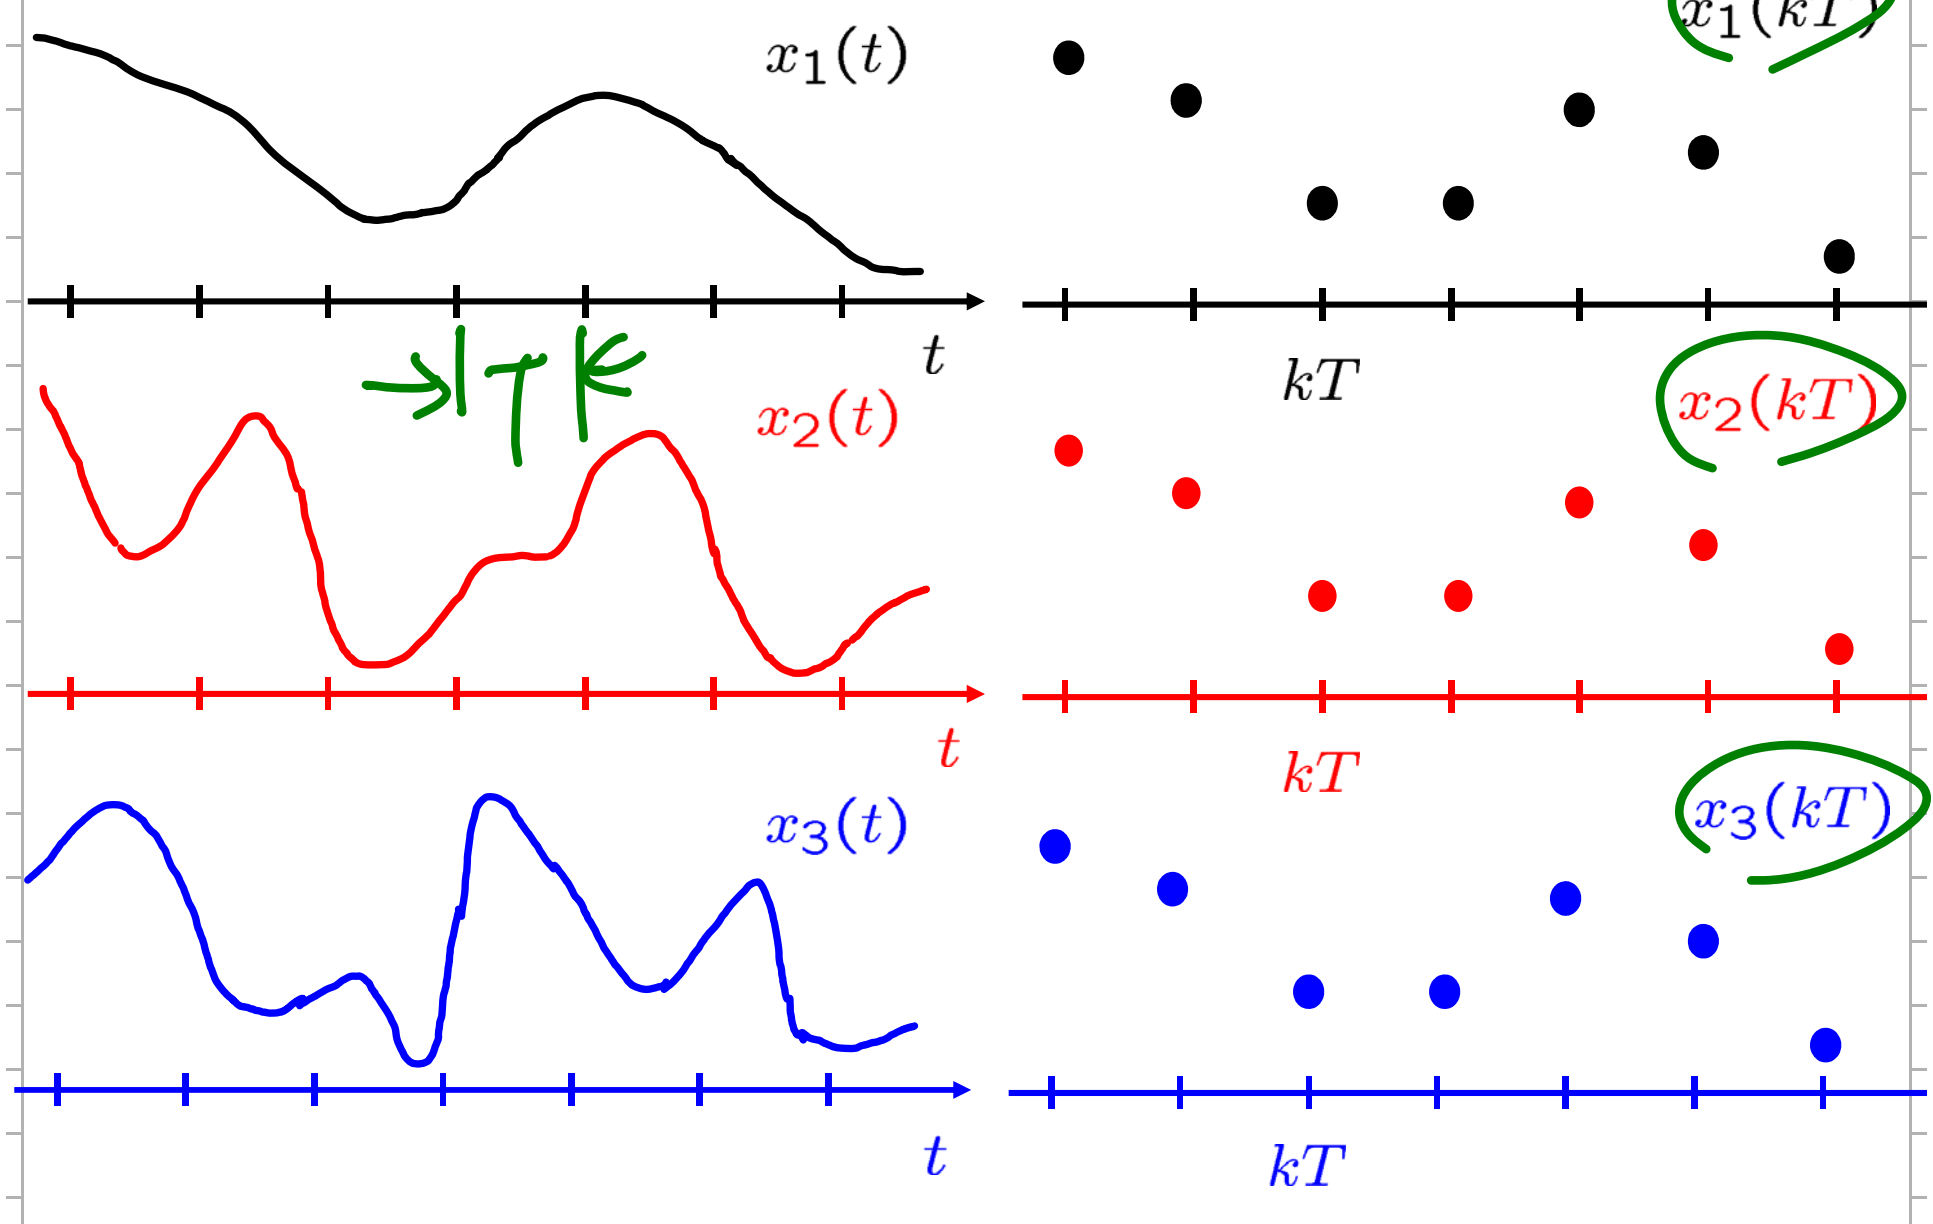 x₁(t) x₁(kT)
t kT
T
x₂(t) x₂(kT)
t kT
x₃(t) x₃(kT)
t kT